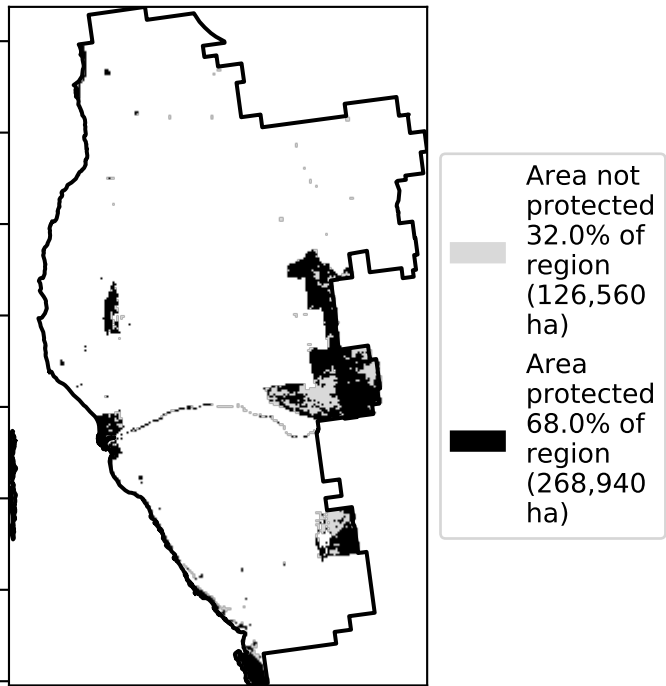 Area not
protected
32.0% of
region
(126,560
ha)
Area
protected
68.0% of
region
(268,940
ha)